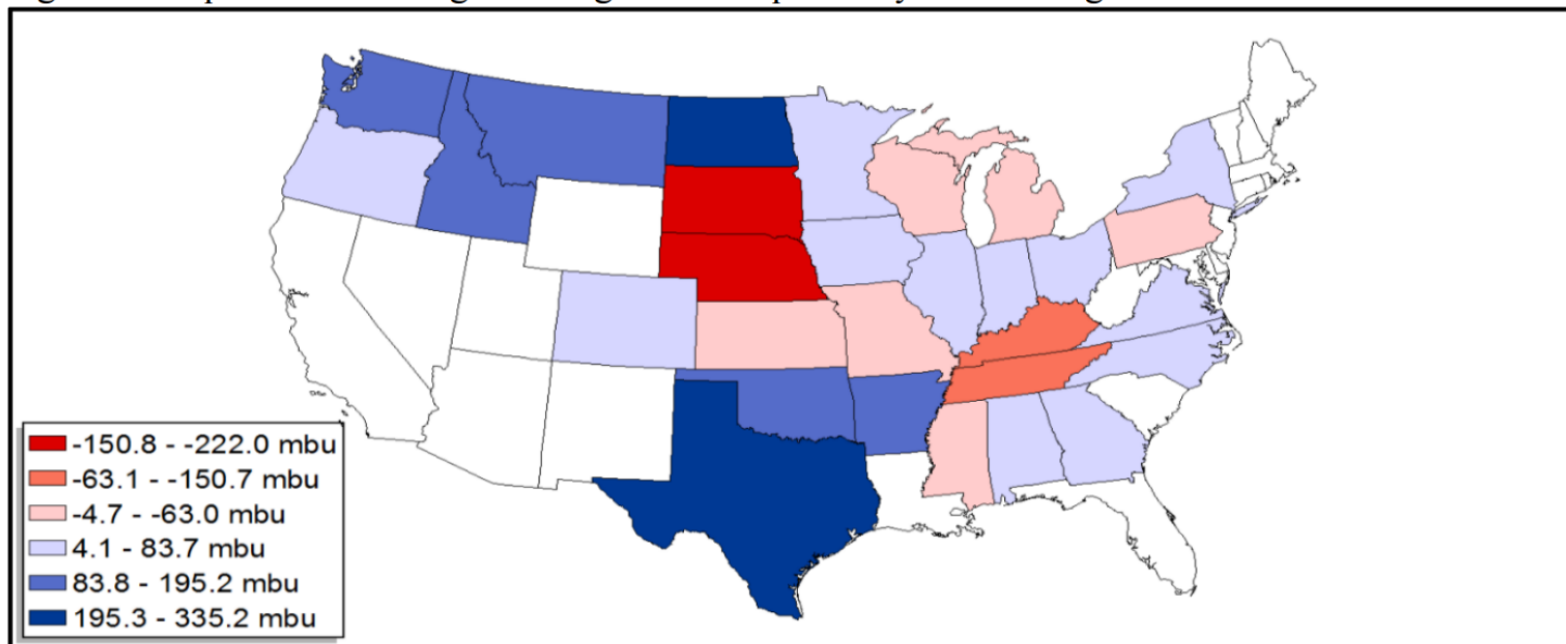 -150.8 - -222.0 mbu
-63.1 - -150.7 mbu
-4.7 - -63.0 mbu
4.1 - 83.7 mbu
83.8 - 195.2 mbu
195.3 - 335.2 mbu